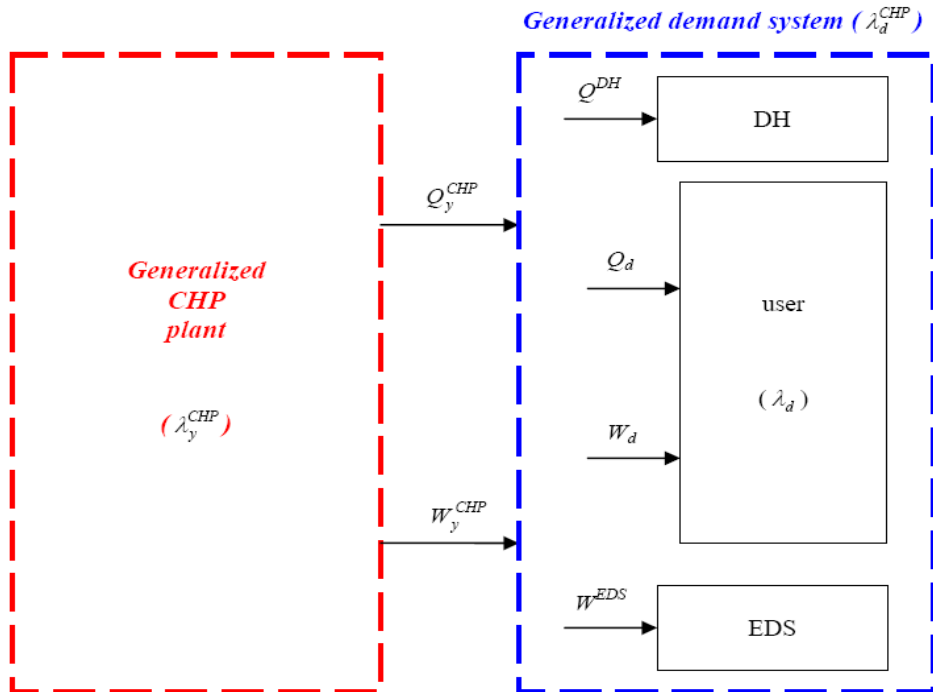 Generalized demand system ( λ_d^CHP )
Q^DH
DH
Q_y^CHP
Generalized
CHP
plant
( λ_y^CHP )
Q_d
user
( λ_d )
W_d
W_y^CHP
W^EDS
EDS